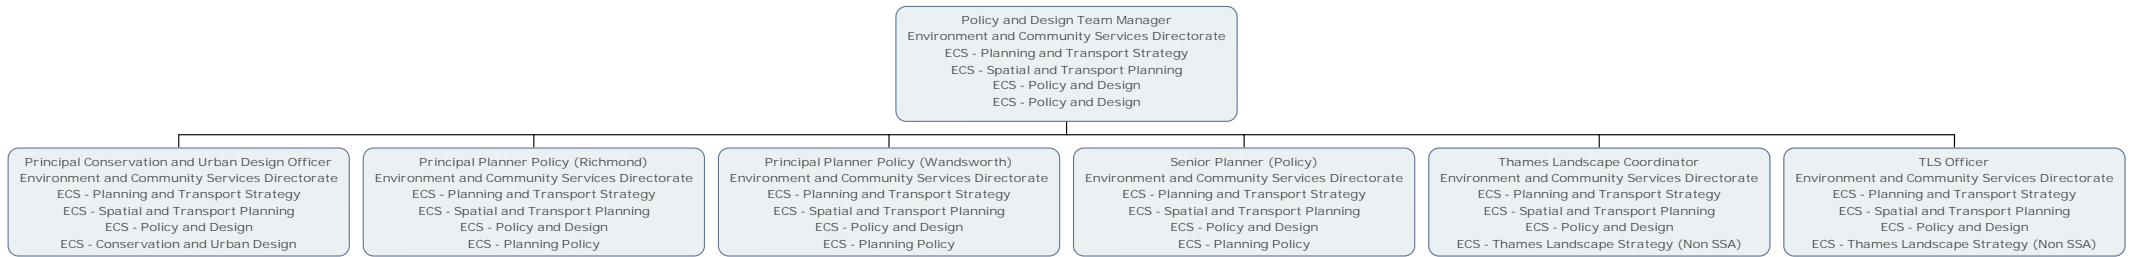 Policy and Design Team Manager
Environment and Community Services Directorate
ECS - Planning and Transport Strategy
ECS - Spatial and Transport Planning
ECS - Policy and Design
ECS - Policy and Design
Principal Conservation and Urban Design Officer
Environment and Community Services Directorate
ECS - Planning and Transport Strategy
ECS - Spatial and Transport Planning
ECS - Policy and Design
ECS - Conservation and Urban Design
Principal Planner Policy (Richmond)
Environment and Community Services Directorate
ECS - Planning and Transport Strategy
ECS - Spatial and Transport Planning
ECS - Policy and Design
ECS - Planning Policy
Principal Planner Policy (Wandsworth)
Environment and Community Services Directorate
ECS - Planning and Transport Strategy
ECS - Spatial and Transport Planning
ECS - Policy and Design
ECS - Planning Policy
Senior Planner (Policy)
Environment and Community Services Directorate
ECS - Planning and Transport Strategy
ECS - Spatial and Transport Planning
ECS - Policy and Design
ECS - Planning Policy
Thames Landscape Coordinator
Environment and Community Services Directorate
ECS - Planning and Transport Strategy
ECS - Spatial and Transport Planning
ECS - Policy and Design
ECS - Thames Landscape Strategy (Non SSA)
TLS Officer
Environment and Community Services Directorate
ECS - Planning and Transport Strategy
ECS - Spatial and Transport Planning
ECS - Policy and Design
ECS - Thames Landscape Strategy (Non SSA)